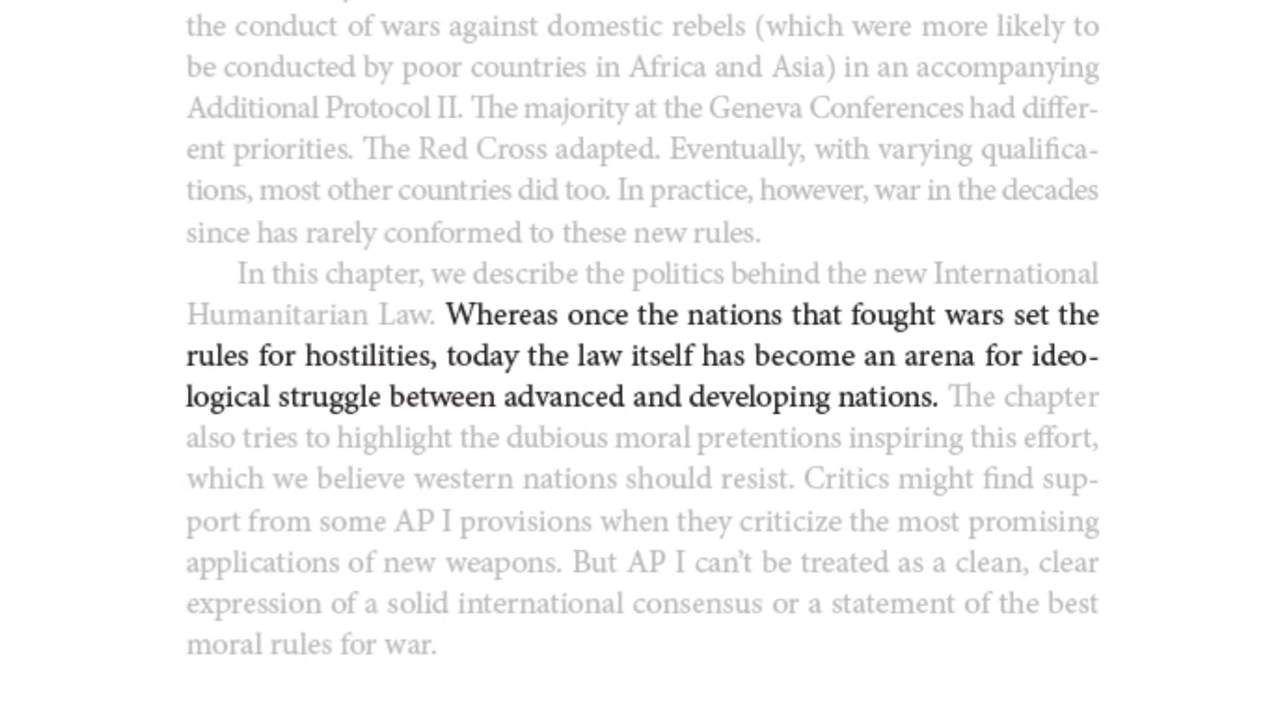 the conduct of wars against domestic rebels (which were more likely to
be conducted by poor countries in Africa and Asia) in an accompanying
Additional Protocol II. The majority at the Geneva Conferences had differ-
ent priorities. The Red Cross adapted. Eventually, with varying qualifica-
tions, most other countries did too. In practice, however, war in the decades
since has rarely conformed to these new rules.
In this chapter, we describe the politics behind the new International
Humanitarian Law. Whereas once the nations that fought wars set the
rules for hostilities, today the law itself has become an arena for ideo-
logical struggle between advanced and developing nations. The chapter
also tries to highlight the dubious moral pretentions inspiring this effort,
which we believe western nations should resist. Critics might find sup-
port from some AP I provisions when they criticize the most promising
applications of new weapons. But AP I can’t be treated as a clean, clear
expression of a solid international consensus or a statement of the best
moral rules for war.